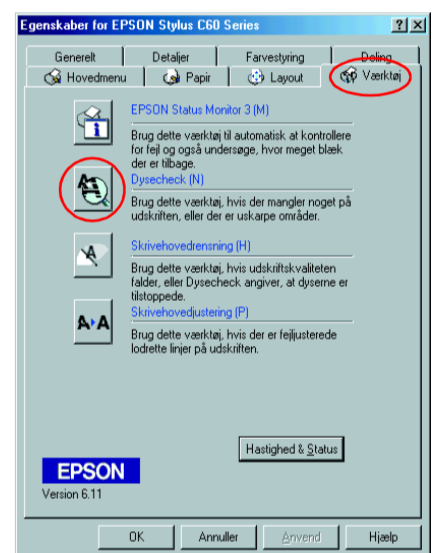 Egenskaber for EPSON Stylus C60 Series
Generelt Detaljer Farvestyring Deling
Hovedmenu Papir Layout Værktøj
EPSON Status Monitor 3 (M)
Brug dette værktøj til automatisk at kontrollere
for fejl og også undersøge, hvor meget blæk
der er tilbage.
Dysecheck (N)
Brug dette værktøj, hvis der mangler noget på
udskriften, eller der er uskarpe områder.
Skrivehovedrensning (H)
Brug dette værktøj, hvis udskriftskvaliteten
falder, eller Dysecheck angiver, at dyserne er
tilstoppede.
Skrivehovedjustering (P)
Brug dette værktøj, hvis der er fejljusterede
lodrette linjer på udskriften.
Hastighed & Status
EPSON
Version 6.11
OK Annuller Anvend Hjælp